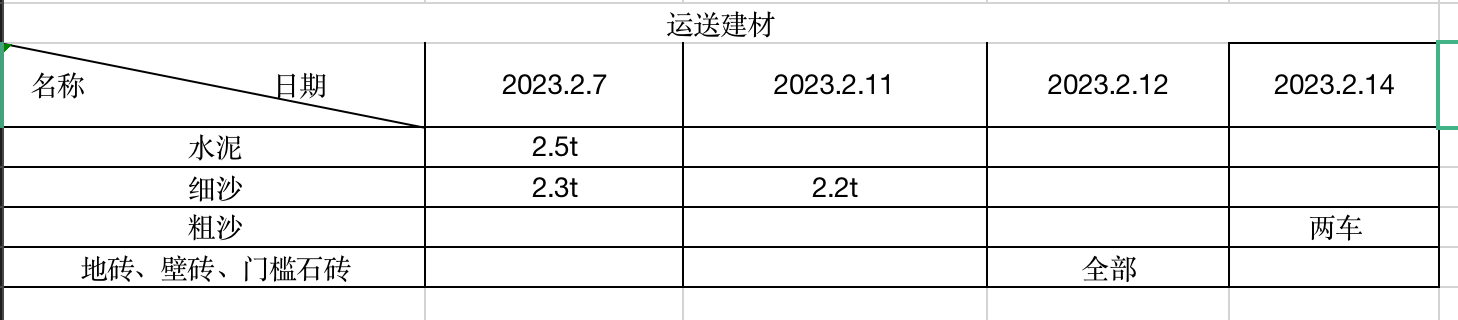 运送建材
名称 日期 2023.2.7 2023.2.11 2023.2.12 2023.2.14
水泥 2.5t
细沙 2.3t 2.2t
粗沙 两车
地砖、壁砖、门槛石砖 全部